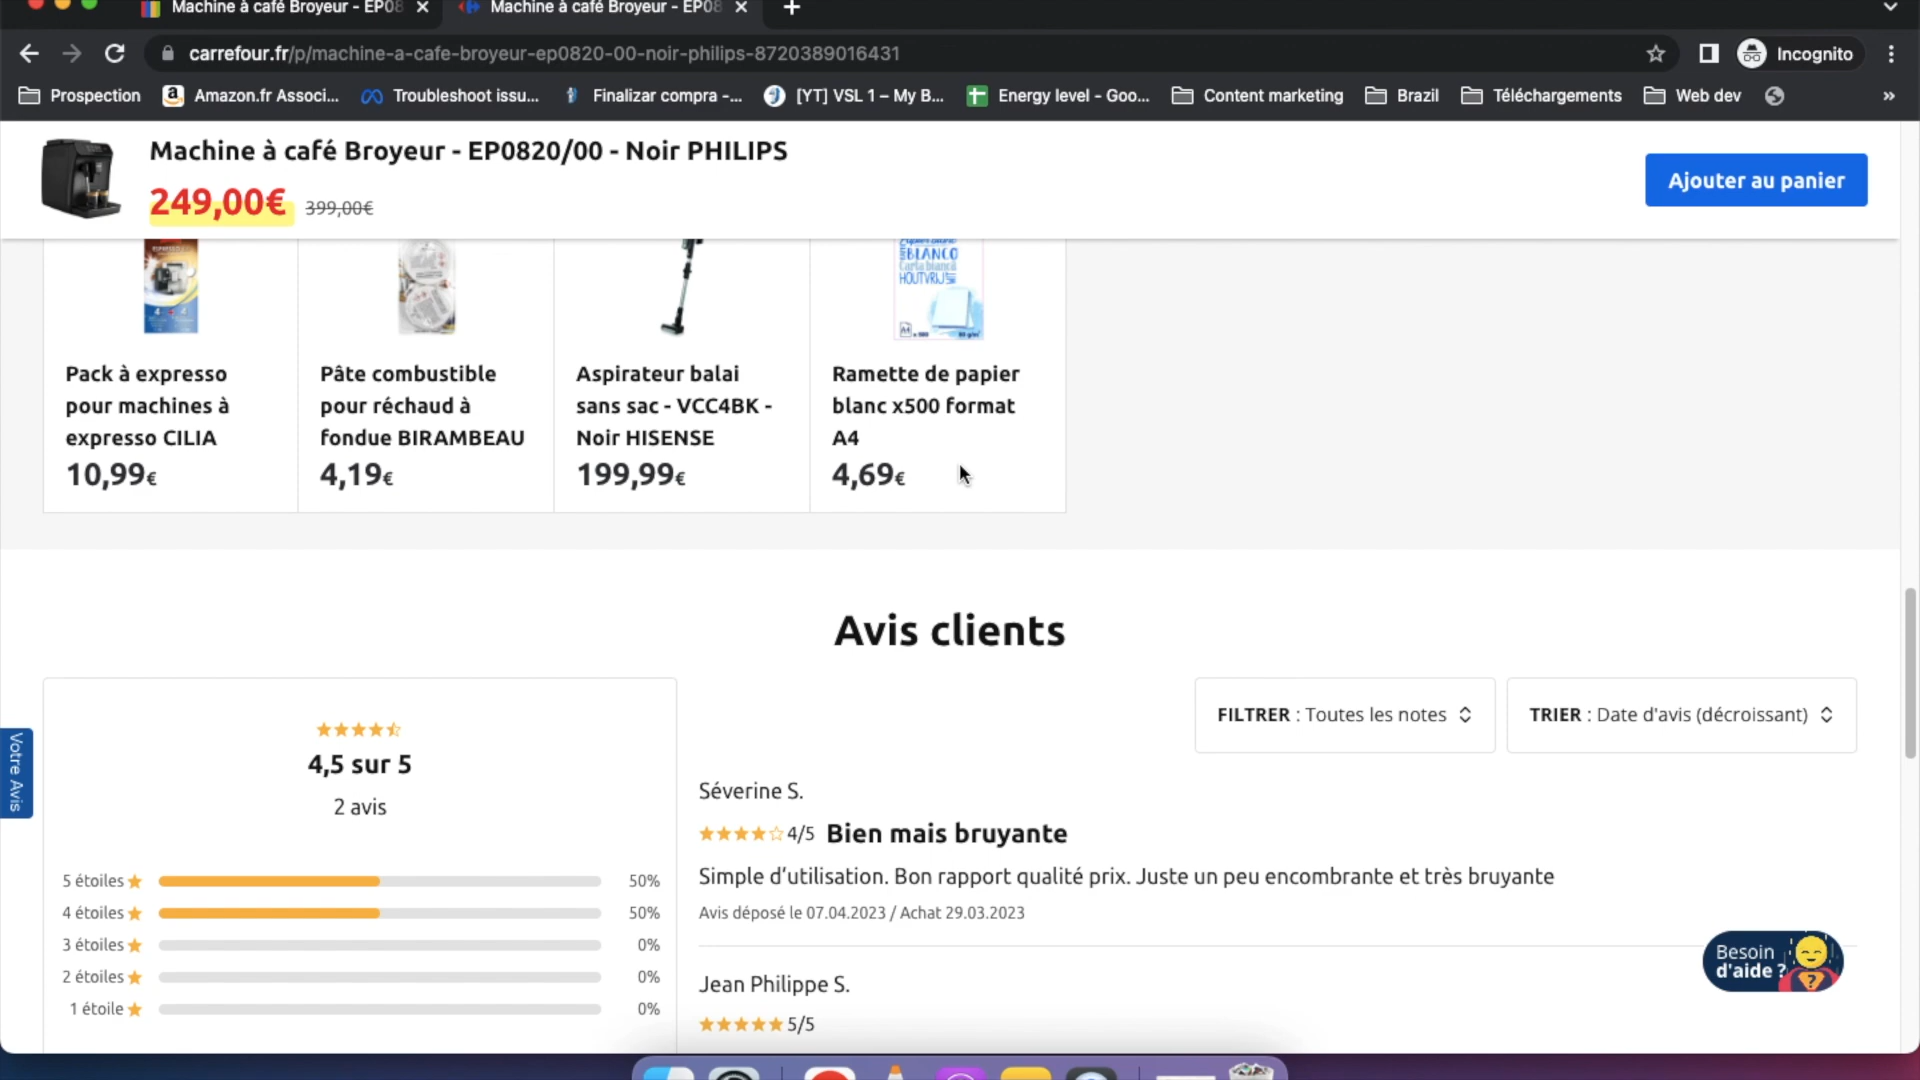 Machine à café Broyeur - EP08
Machine à café Broyeur - EP08
carrefour.fr/p/machine-a-cafe-broyeur-ep0820-00-noir-philips-8720389016431
Incognito
Prospection
Amazon.fr Associ...
Troubleshoot issu...
Finalizar compra -...
[YT] VSL 1 – My B...
Energy level - Goo...
Content marketing
Brazil
Téléchargements
Web dev
»
Machine à café Broyeur - EP0820/00 - Noir PHILIPS
249,00€ 399,00€
Ajouter au panier
BLANCO
Carta bianca
HOUTVRIJ
A4
Pack à expresso
pour machines à
expresso CILIA
10,99€
Pâte combustible
pour réchaud à
fondue BIRAMBEAU
4,19€
Aspirateur balai
sans sac - VCC4BK -
Noir HISENSE
199,99€
Ramette de papier
blanc x500 format
A4
4,69€
Avis clients
FILTRER : Toutes les notes
TRIER : Date d'avis (décroissant)
Votre Avis
4,5 sur 5
2 avis
5 étoiles 50%
4 étoiles 50%
3 étoiles 0%
2 étoiles 0%
1 étoile 0%
Séverine S.
4/5 Bien mais bruyante
Simple d’utilisation. Bon rapport qualité prix. Juste un peu encombrante et très bruyante
Avis déposé le 07.04.2023 / Achat 29.03.2023
Jean Philippe S.
5/5
Besoin
d'aide ?
?